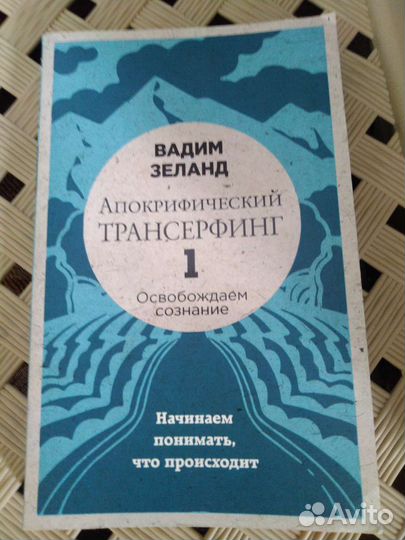 ВАДИМ
ЗЕЛАНД
АПОКРИФИЧЕСКИЙ
ТРАНСЕРФИНГ
1
Освобождаем
сознание
Начинаем
понимать,
что происходит
Avito